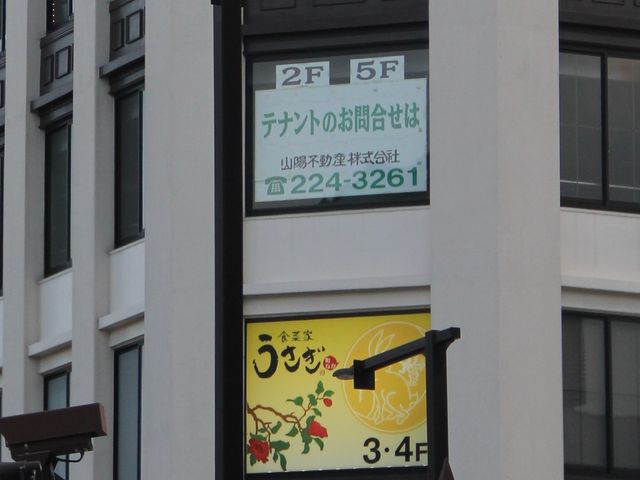 2F 5F
テナントのお問合せは
山陽不動産株式会社
☎224-3261
食菜家
うさぎ
3・4F